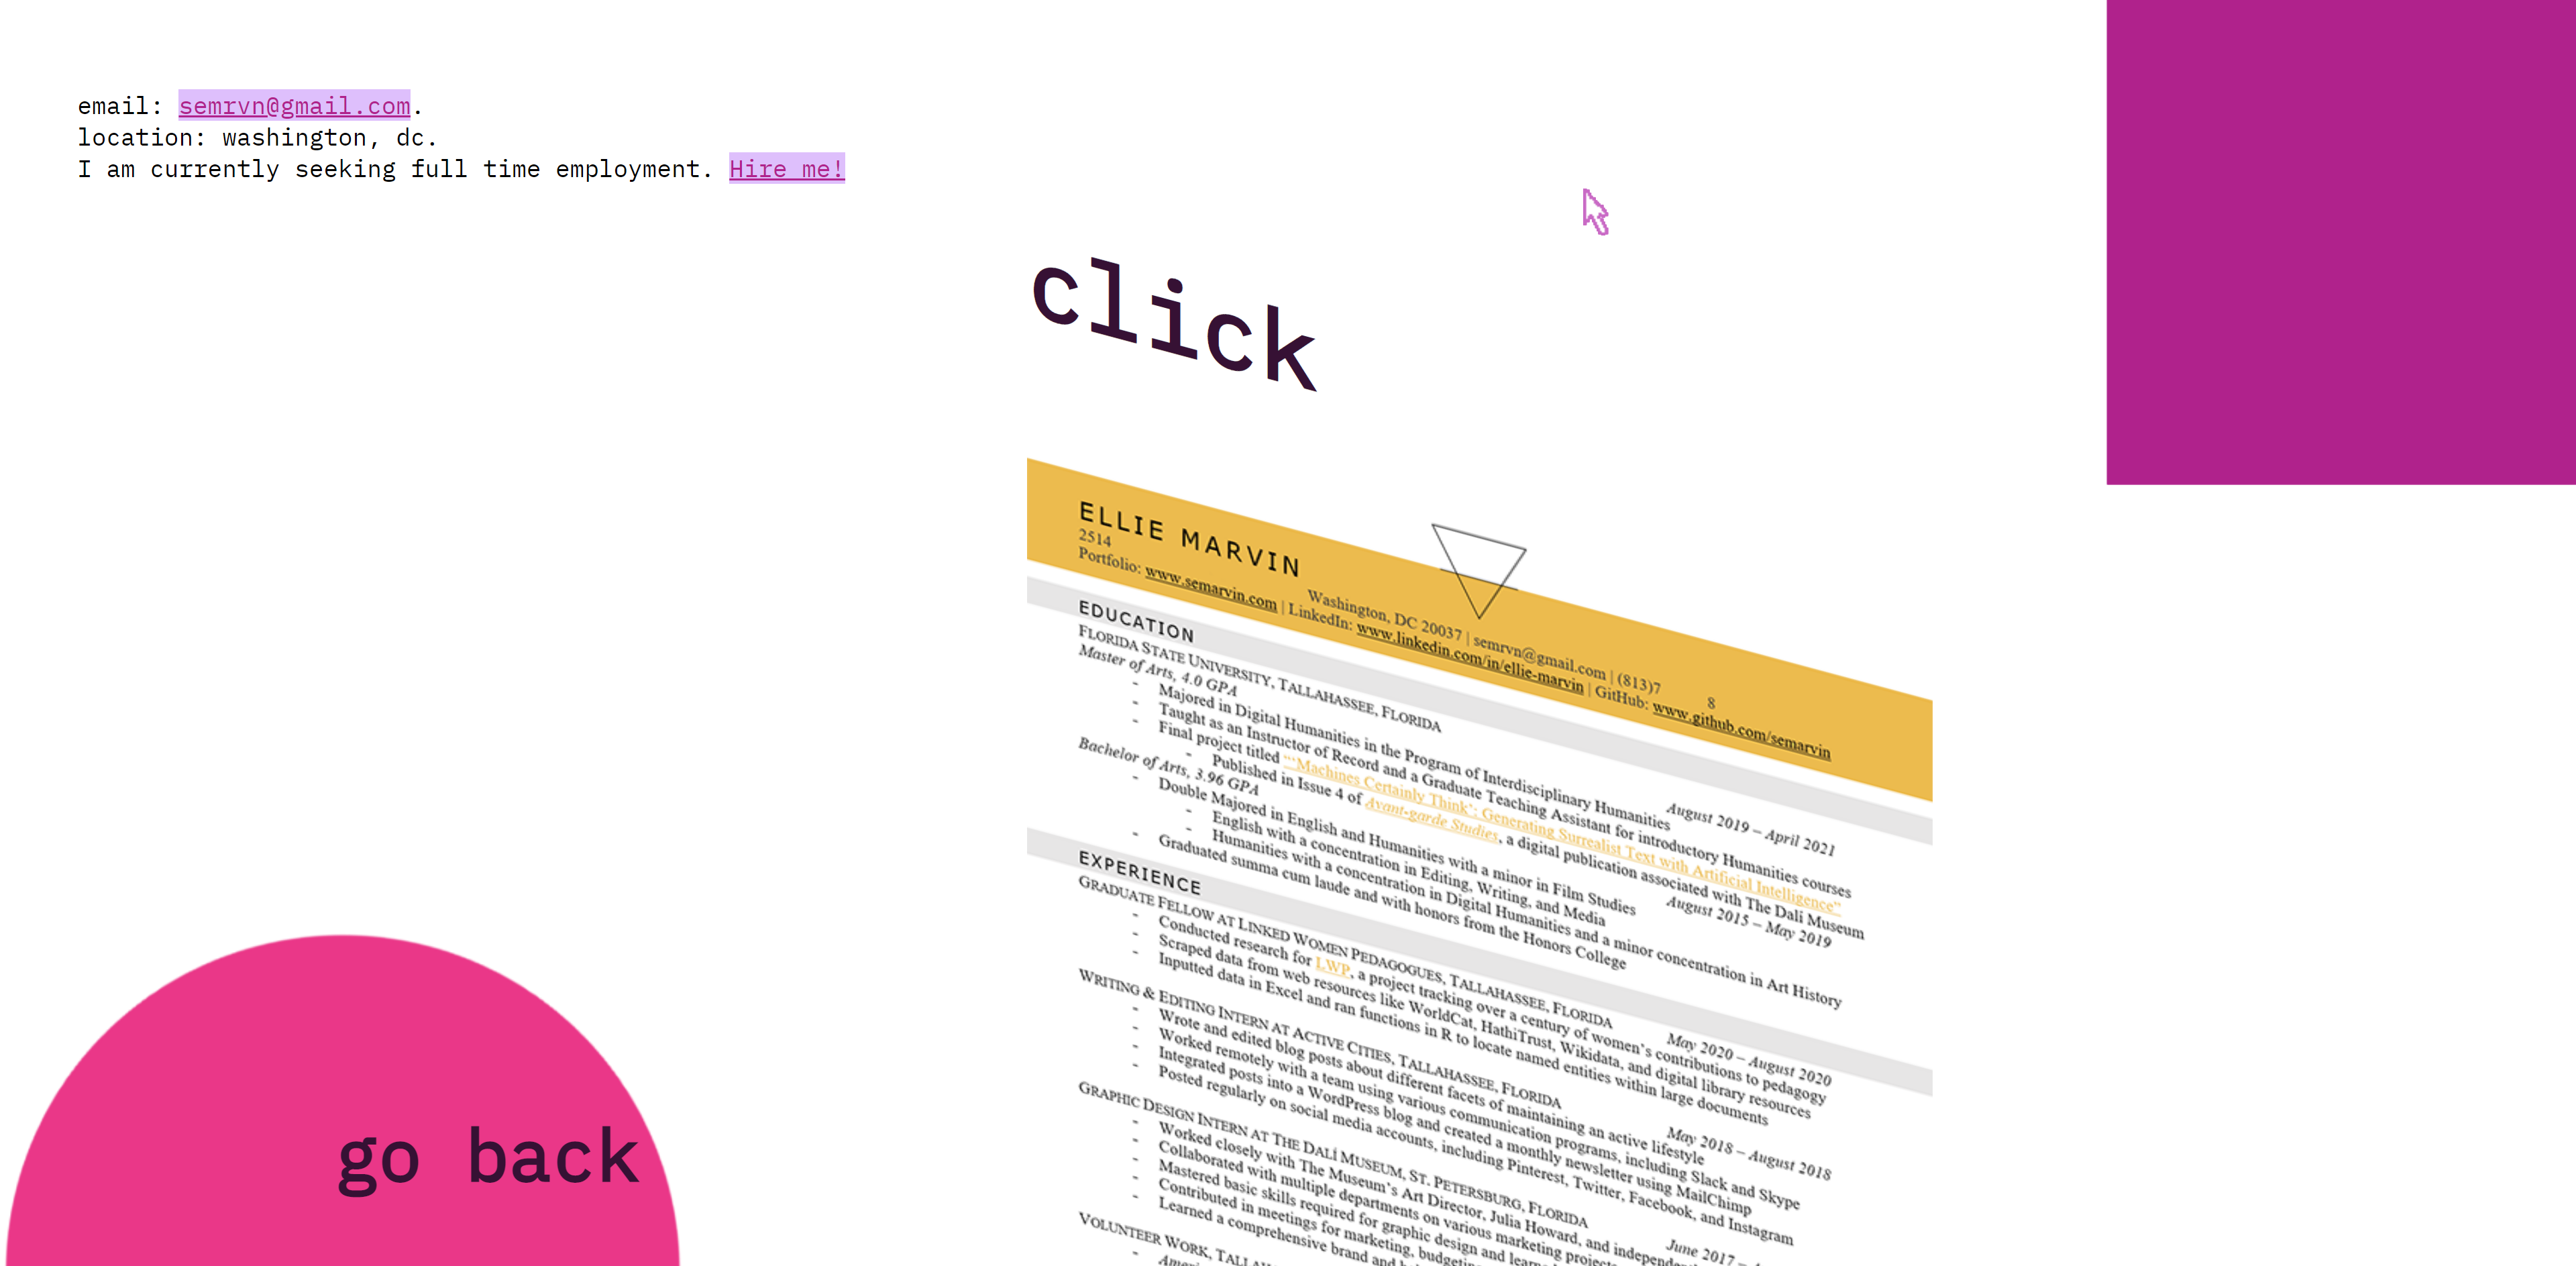 email: semrvn@gmail.com.
location: washington, dc.
I am currently seeking full time employment. Hire me!
click
ELLIE MARVIN
2514 Washington, DC 20037 | semrvn@gmail.com | (813)7 8
Portfolio: www.semarvin.com | LinkedIn: www.linkedin.com/in/ellie-marvin | GitHub: www.github.com/semarvin
EDUCATION
FLORIDA STATE UNIVERSITY, TALLAHASSEE, FLORIDA
Master of Arts, 4.0 GPA August 2019 – April 2021
- Majored in Digital Humanities in the Program of Interdisciplinary Humanities
- Taught as an Instructor of Record and a Graduate Teaching Assistant for introductory Humanities courses
- Final project titled "'Machines Certainly Think': Generating Surrealist Text with Artificial Intelligence"
- Published in Issue 4 of Avant-garde Studies, a digital publication associated with The Dalí Museum
Bachelor of Arts, 3.96 GPA August 2015 – May 2019
- Double Majored in English and Humanities with a minor in Film Studies
- English with a concentration in Editing, Writing, and Media
- Humanities with a concentration in Digital Humanities and a minor concentration in Art History
- Graduated summa cum laude and with honors from the Honors College
EXPERIENCE
GRADUATE FELLOW AT LINKED WOMEN PEDAGOGUES, TALLAHASSEE, FLORIDA May 2020 – August 2020
- Conducted research for LWP, a project tracking over a century of women's contributions to pedagogy
- Scraped data from web resources like WorldCat, HathiTrust, Wikidata, and digital library resources
- Inputted data in Excel and ran functions in R to locate named entities within large documents
WRITING & EDITING INTERN AT ACTIVE CITIES, TALLAHASSEE, FLORIDA May 2018 – August 2018
- Wrote and edited blog posts about different facets of maintaining an active lifestyle
- Worked remotely with a team using various communication programs, including Slack and Skype
- Integrated posts into a WordPress blog and created a monthly newsletter using MailChimp
- Posted regularly on social media accounts, including Pinterest, Twitter, Facebook, and Instagram
GRAPHIC DESIGN INTERN AT THE DALÍ MUSEUM, ST. PETERSBURG, FLORIDA June 2017 –
- Worked closely with The Museum's Art Director, Julia Howard, and
- Collaborated with multiple departments on various marketing
- Mastered basic skills required for graphic design and
- Contributed in meetings for marketing,
- Learned a comprehensive brand and
VOLUNTEER WORK,
go back